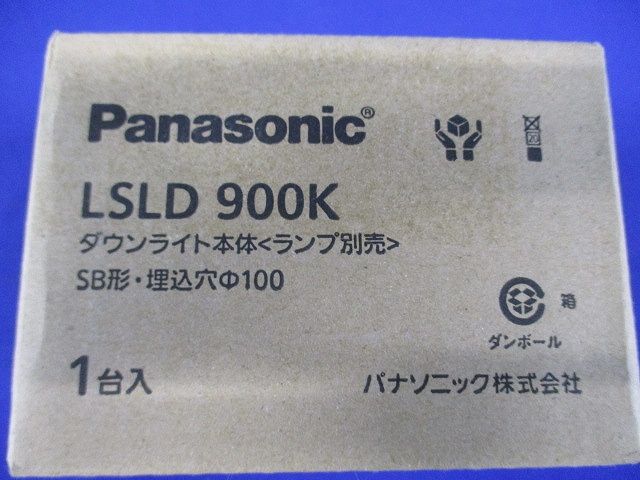 Panasonic®
LSLD 900K
ダウンライト本体<ランプ別売>
SB形・埋込穴Φ100
箱
ダンボール
1台入
パナソニック株式会社